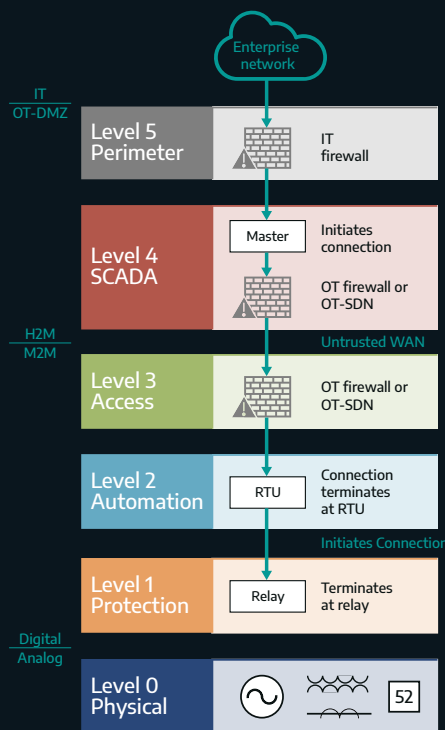 Enterprise
network
IT
OT-DMZ
Level 5
Perimeter
IT
firewall
Level 4
SCADA
Master
Initiates
connection
OT firewall or
OT-SDN
H2M
M2M
Untrusted WAN
Level 3
Access
OT firewall or
OT-SDN
Level 2
Automation
RTU
Connection
terminates
at RTU
Initiates Connection
Level 1
Protection
Relay
Terminates
at relay
Digital
Analog
Level 0
Physical
52